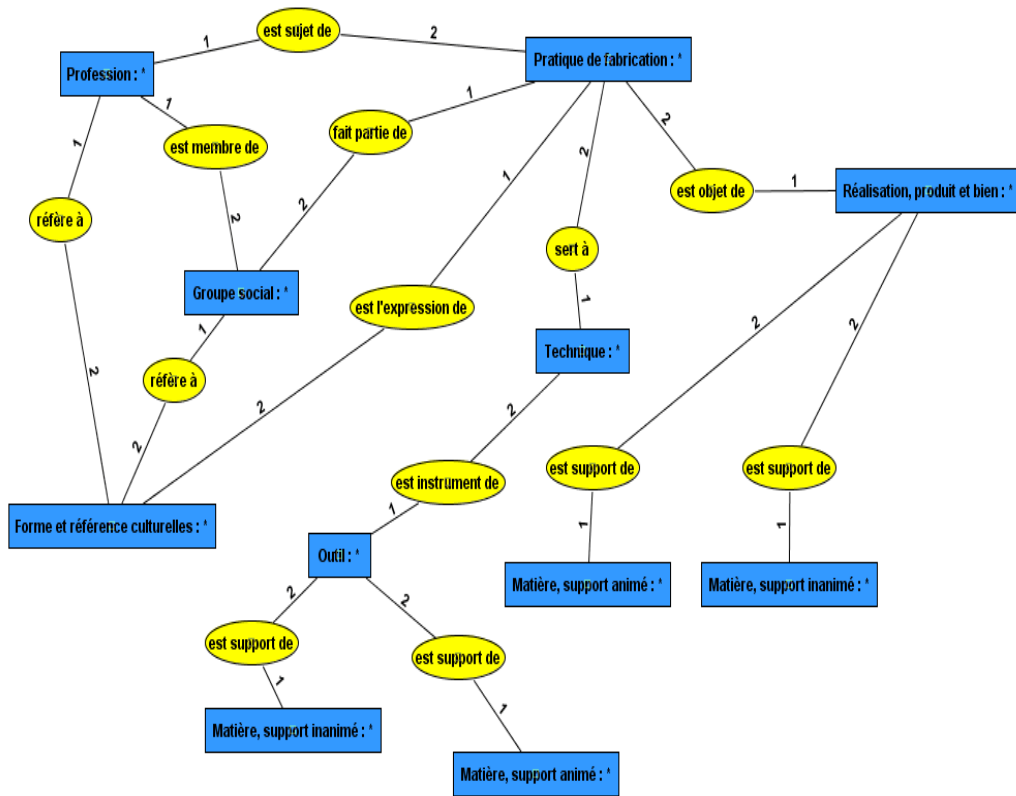 est sujet de
1
2
Profession : *
Pratique de fabrication : *
1
1
1
fait partie de
est membre de
2
2
1
est objet de
1
Réalisation, produit et bien : *
réfère à
2
2
sert à
Groupe social : *
est l'expression de
1
1
2
2
Technique : *
2
réfère à
2
2
2
est support de
est support de
est instrument de
1
Forme et référence culturelles : *
1
1
Outil : *
Matière, support animé : *
Matière, support inanimé : *
2
2
est support de
est support de
1
1
Matière, support inanimé : *
Matière, support animé : *